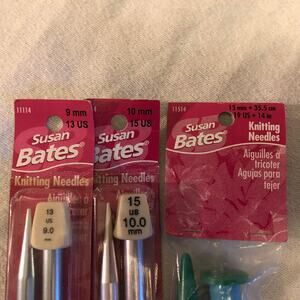 11114
9 mm
13 US
Susan
Bates
Knitting Needles
13
US
9.0
mm
10 mm
15 US
Susan
Bates
Knitting Needles
15
US
10.0
mm
11514
15 mm • 35.5 cm
19 US • 14 in
Susan
Bates
Knitting
Needles
Aiguilles à
tricoter
Agujas para
tejer